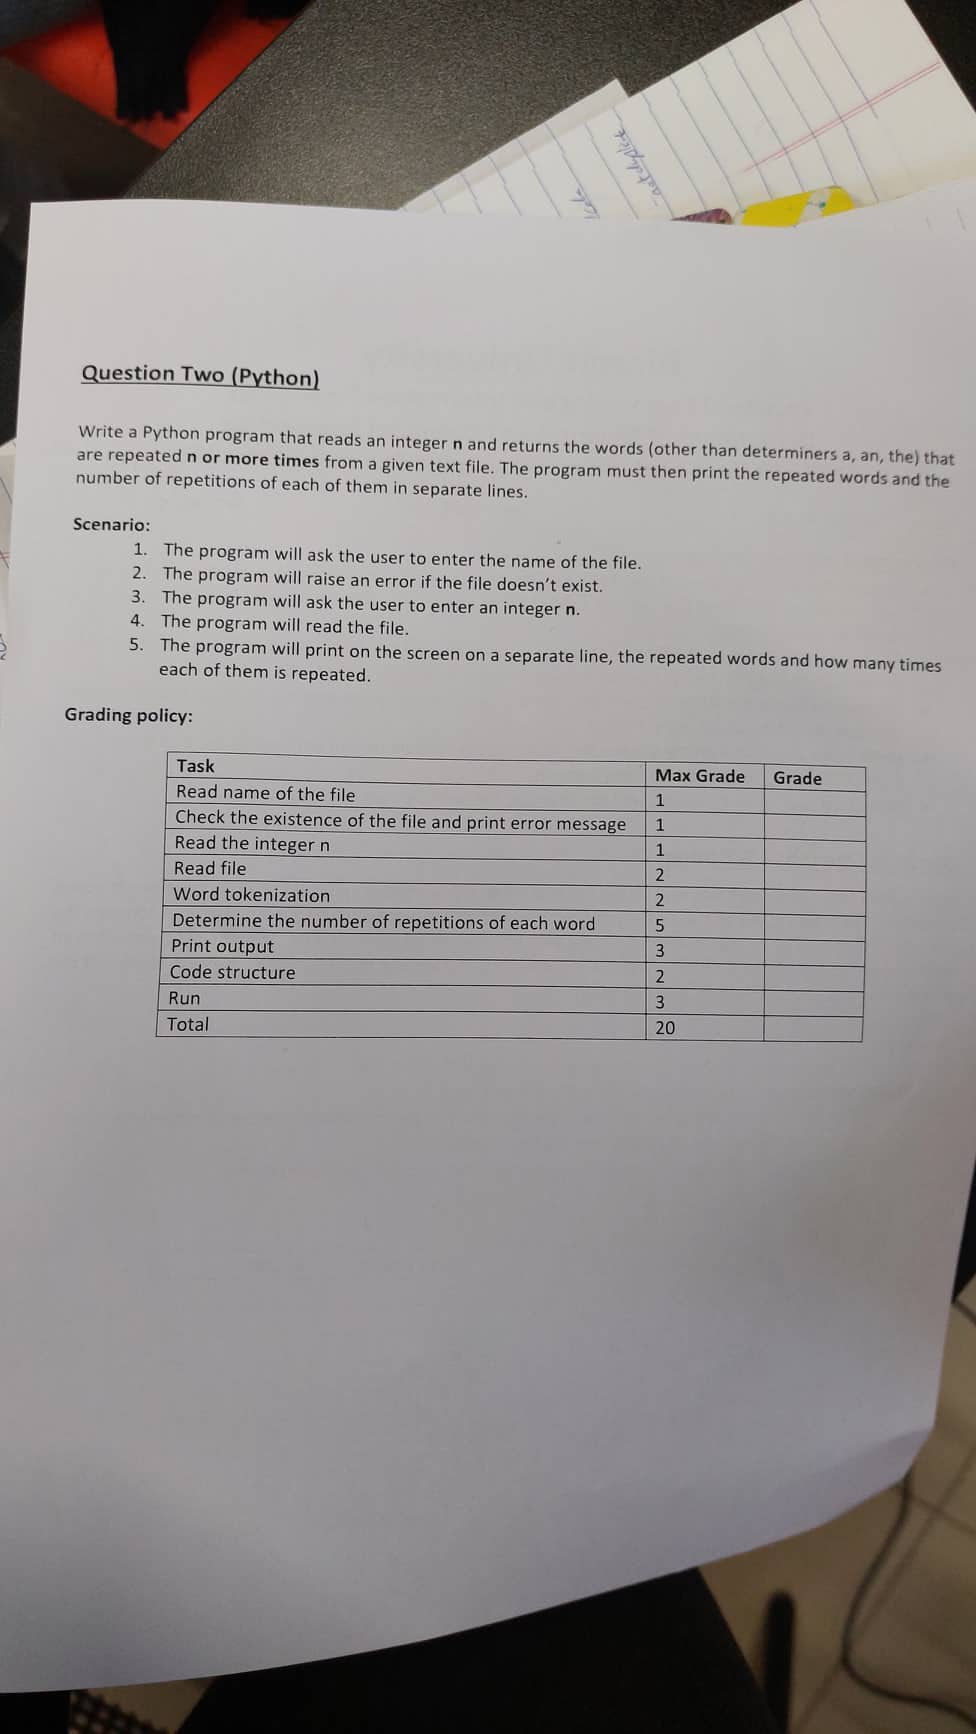 not duplicate
Question Two (Python)
Write a Python program that reads an integer n and returns the words (other than determiners a, an, the) that
are repeated n or more times from a given text file. The program must then print the repeated words and the
number of repetitions of each of them in separate lines.
Scenario:
1. The program will ask the user to enter the name of the file.
2. The program will raise an error if the file doesn't exist.
3. The program will ask the user to enter an integer n.
4. The program will read the file.
5. The program will print on the screen on a separate line, the repeated words and how many times
each of them is repeated.
Grading policy:
Task Max Grade Grade
Read name of the file 1
Check the existence of the file and print error message 1
Read the integer n 1
Read file 2
Word tokenization 2
Determine the number of repetitions of each word 5
Print output 3
Code structure 2
Run 3
Total 20